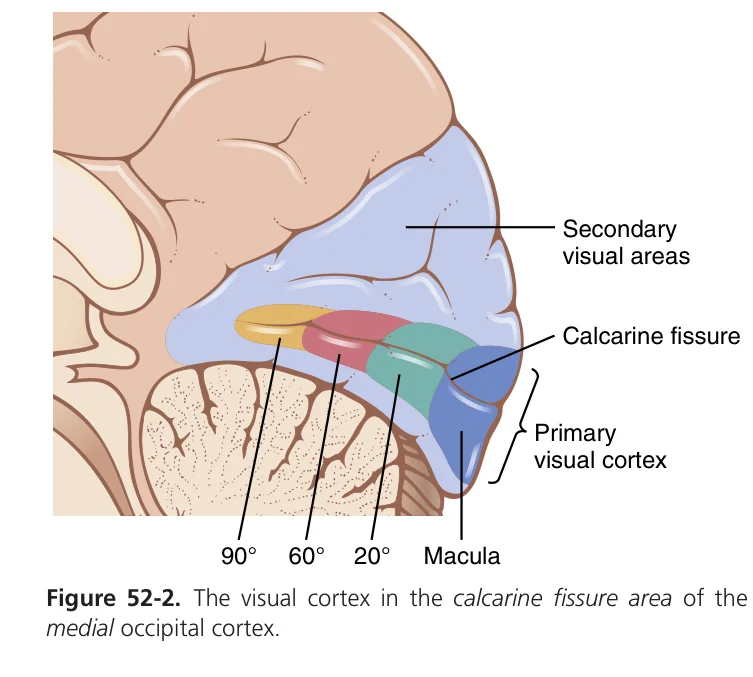 Secondary
visual areas
Calcarine fissure
Primary
visual cortex
90° 60° 20° Macula
Figure 52-2. The visual cortex in the calcarine fissure area of the
medial occipital cortex.